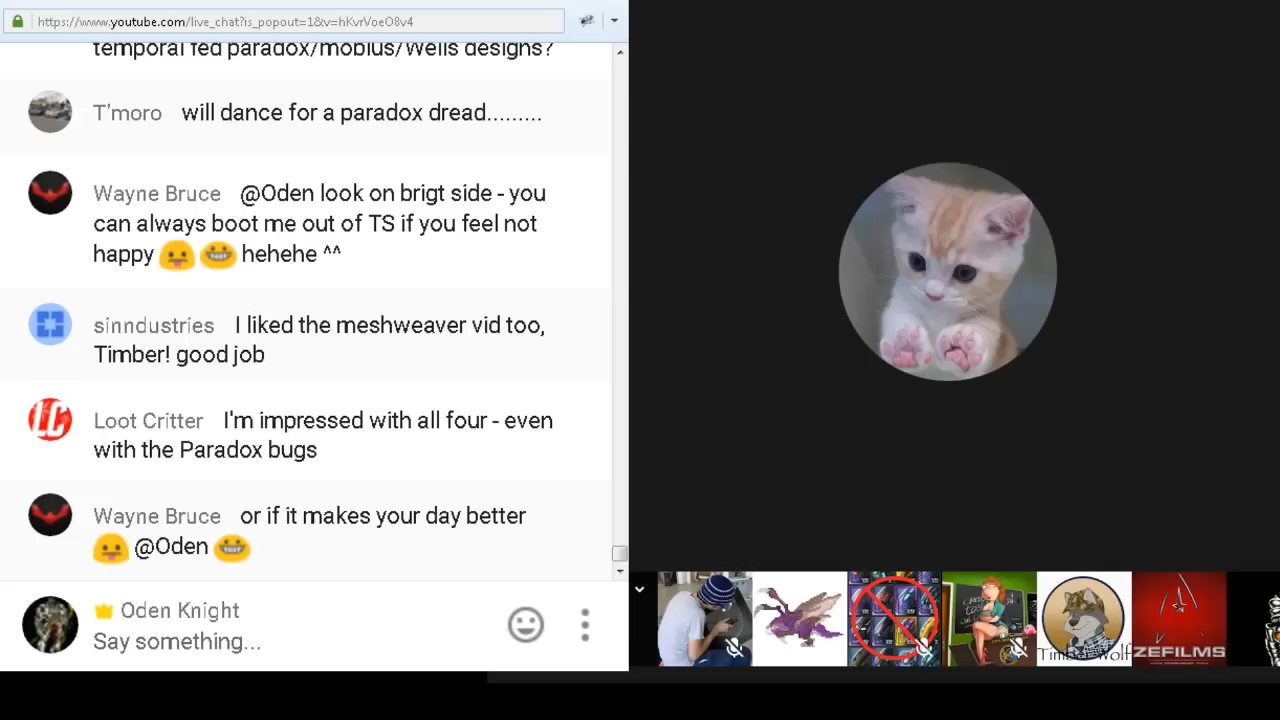 https://www.youtube.com/live_chat?is_popout=1&v=hKvrVoeO8v4
temporal fed paradox/mobius/Wells designs?
T'moro will dance for a paradox dread.........
Wayne Bruce @Oden look on brigt side - you
can always boot me out of TS if you feel not
happy hehehe ^^
sinndustries I liked the meshweaver vid too,
Timber! good job
LC
Loot Critter I'm impressed with all four - even
with the Paradox bugs
Wayne Bruce or if it makes your day better
@Oden
Oden Knight
Say something...
Timber Wolf
ZEFILMS